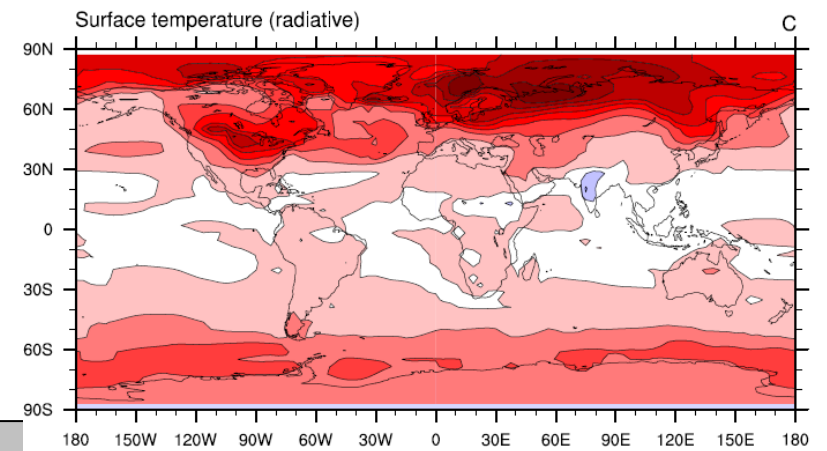 Surface temperature (radiative)
C
90N
60N
30N
0
30S
60S
90S
180 150W 120W 90W 60W 30W 0 30E 60E 90E 120E 150E 180